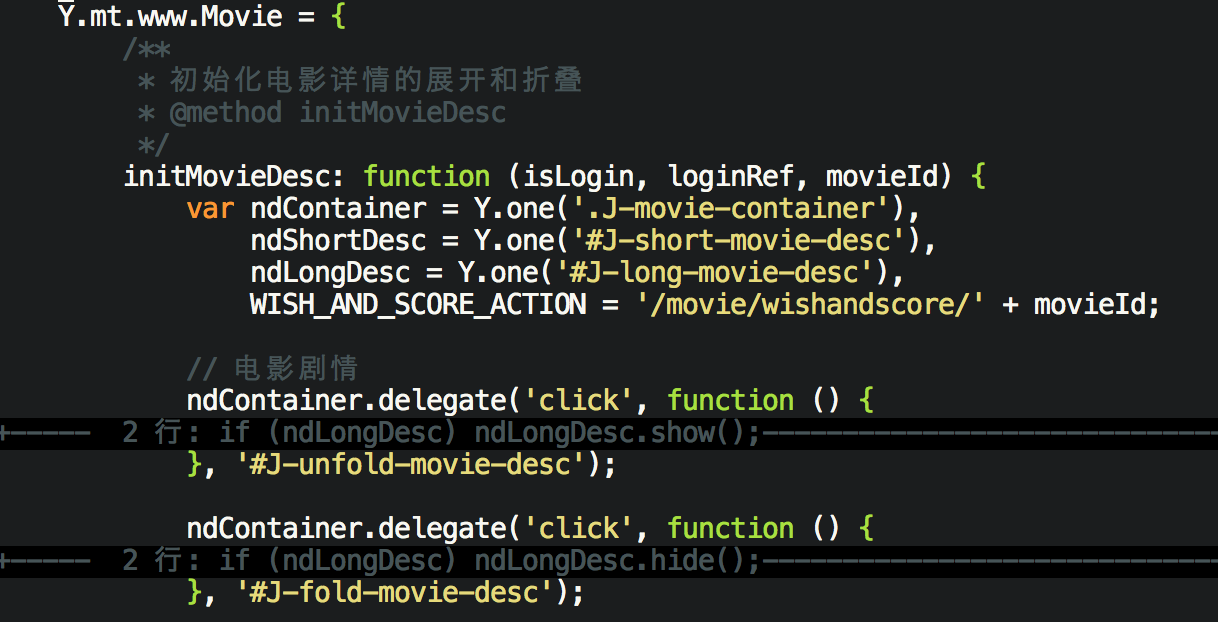 Y.mt.www.Movie = {
/**
* 初始化电影详情的展开和折叠
* @method initMovieDesc
*/
initMovieDesc: function (isLogin, loginRef, movieId) {
var ndContainer = Y.one('.J-movie-container'),
ndShortDesc = Y.one('#J-short-movie-desc'),
ndLongDesc = Y.one('#J-long-movie-desc'),
WISH_AND_SCORE_ACTION = '/movie/wishandscore/' + movieId;
// 电影剧情
ndContainer.delegate('click', function () {
+----- 2 行: if (ndLongDesc) ndLongDesc.show();-----------------------------
}, '#J-unfold-movie-desc');
ndContainer.delegate('click', function () {
+----- 2 行: if (ndLongDesc) ndLongDesc.hide();-----------------------------
}, '#J-fold-movie-desc');